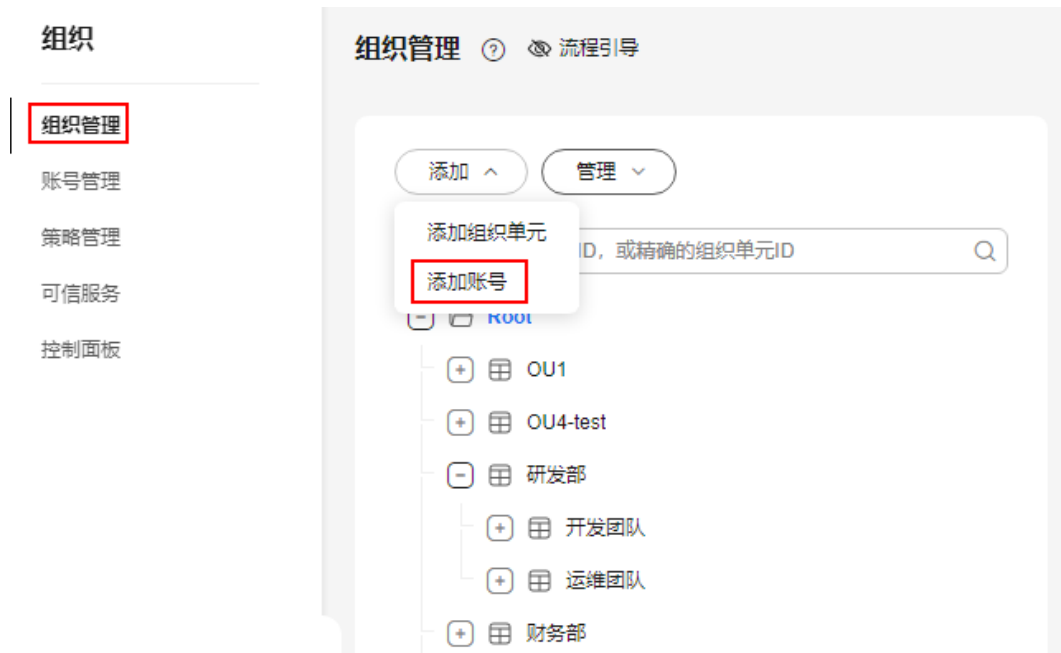 组织
组织管理
账号管理
策略管理
可信服务
控制面板
组织管理 ? 流程引导
添加 管理
添加组织单元
添加账号
ID，或精确的组织单元ID
Root
OU1
OU4-test
研发部
开发团队
运维团队
财务部